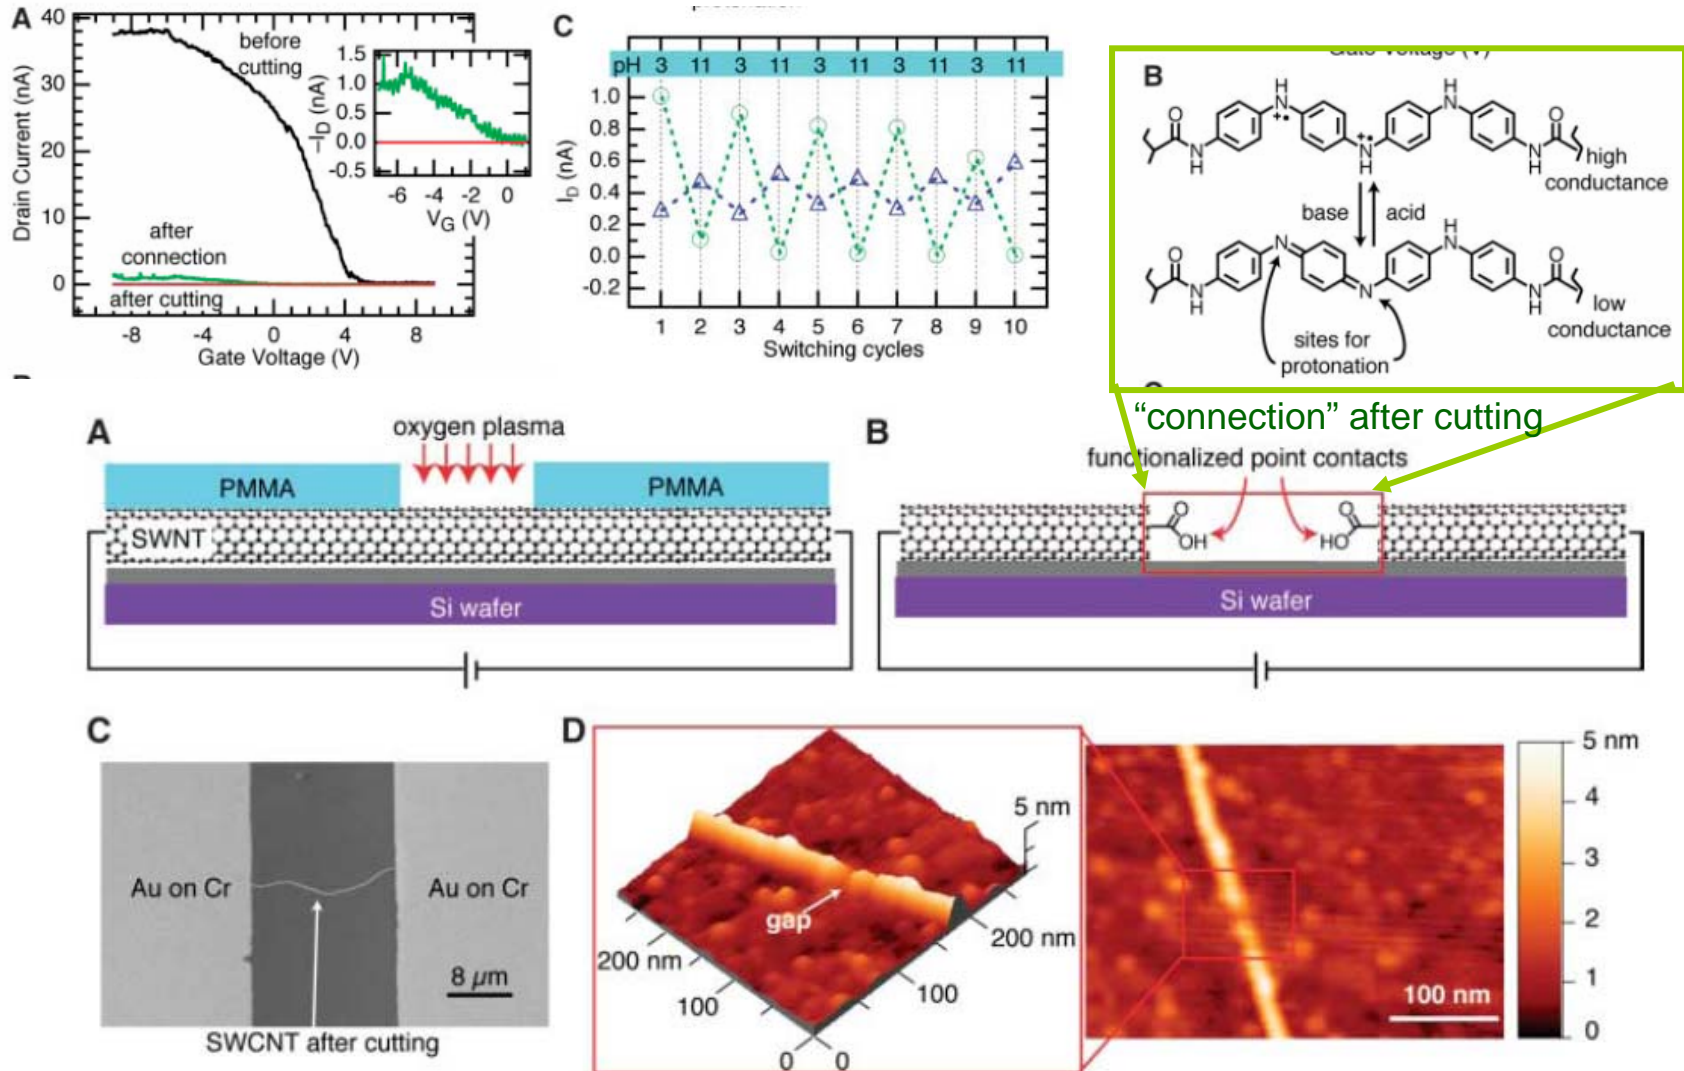 A
40
30
20
10
0
Drain Current (nA)
before
cutting
after
connection
after cutting
-8
-4
0
4
8
Gate Voltage (V)
1.5
1.0
0.5
0.0
-0.5
-I_D (nA)
-6
-4
-2
0
V_G (V)
protonation
C
pH 3 11 3 11 3 11 3 11 3 11
1.0
0.8
0.6
0.4
0.2
0.0
-0.2
I_D (nA)
1 2 3 4 5 6 7 8 9 10
Switching cycles
Gate Voltage (V)
B
H
N
+•
H
N
O
O
N
H
+•
N
H
N
H
high
conductance
base
acid
H
N
O
N
O
N
H
N
N
H
low
conductance
sites for
protonation
"connection" after cutting
A
oxygen plasma
PMMA
PMMA
SWNT
Si wafer
B
functionalized point contacts
O
OH
O
HO
Si wafer
C
Au on Cr
Au on Cr
8 µm
SWCNT after cutting
D
5 nm
gap
200 nm
200 nm
100
100
0
0
100 nm
5 nm
4
3
2
1
0